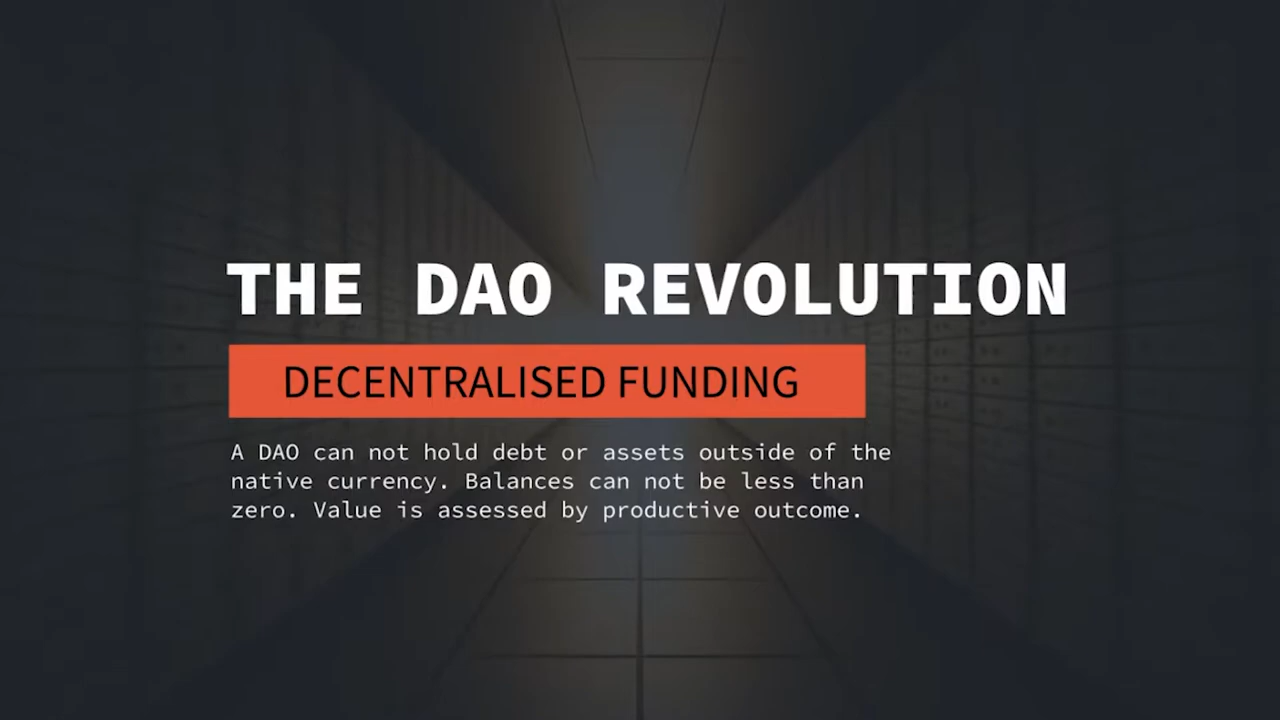 THE DAO REVOLUTION
DECENTRALISED FUNDING
A DAO can not hold debt or assets outside of the
native currency. Balances can not be less than
zero. Value is assessed by productive outcome.